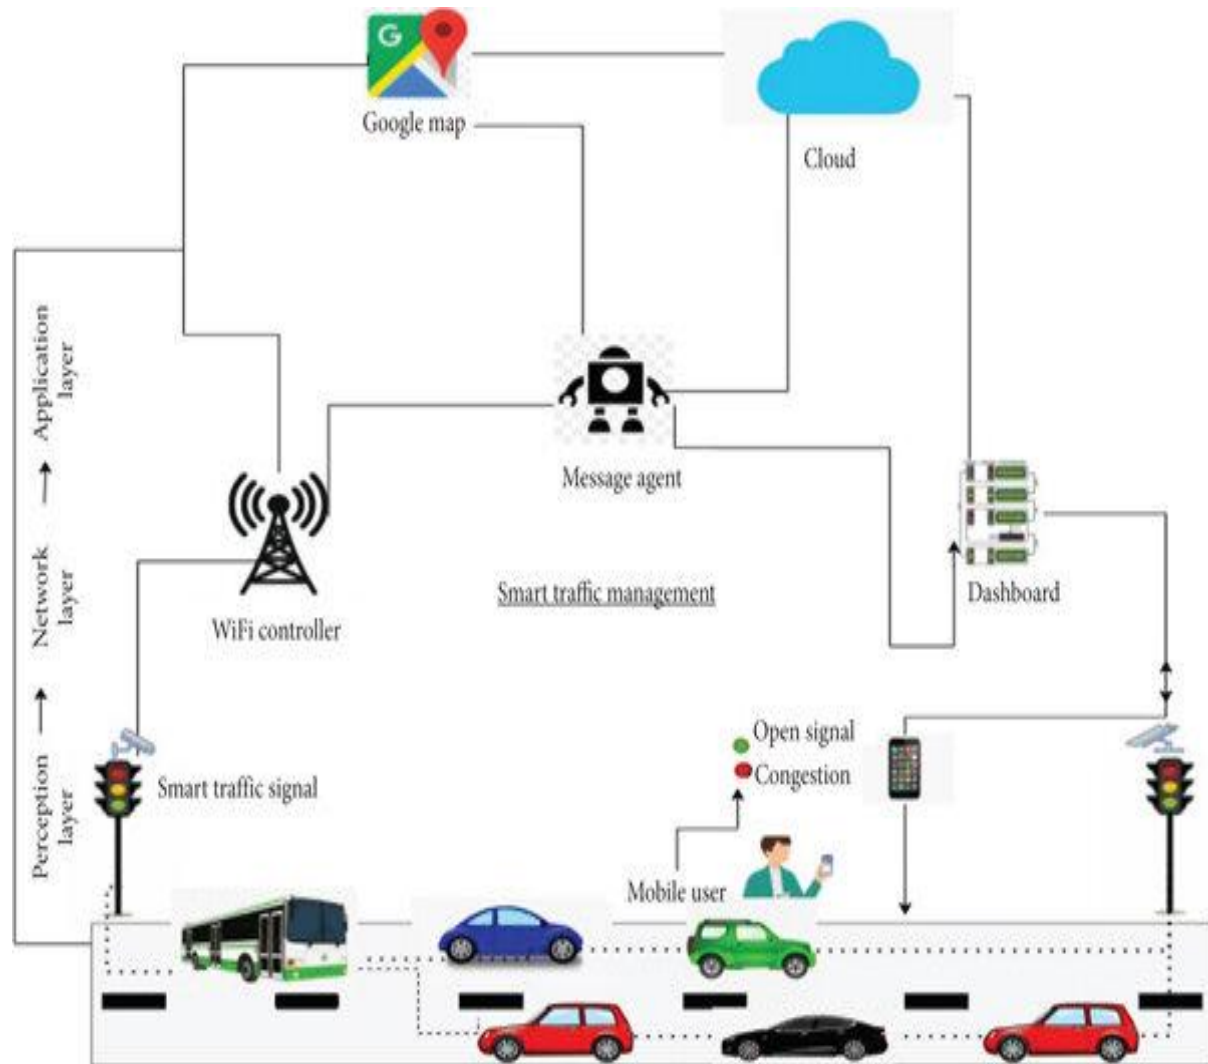 G
Google map
Cloud
Application
layer
Message agent
Network
layer
WiFi controller
Smart traffic management
Dashboard
Perception
layer
Smart traffic signal
Open signal
Congestion
Mobile user